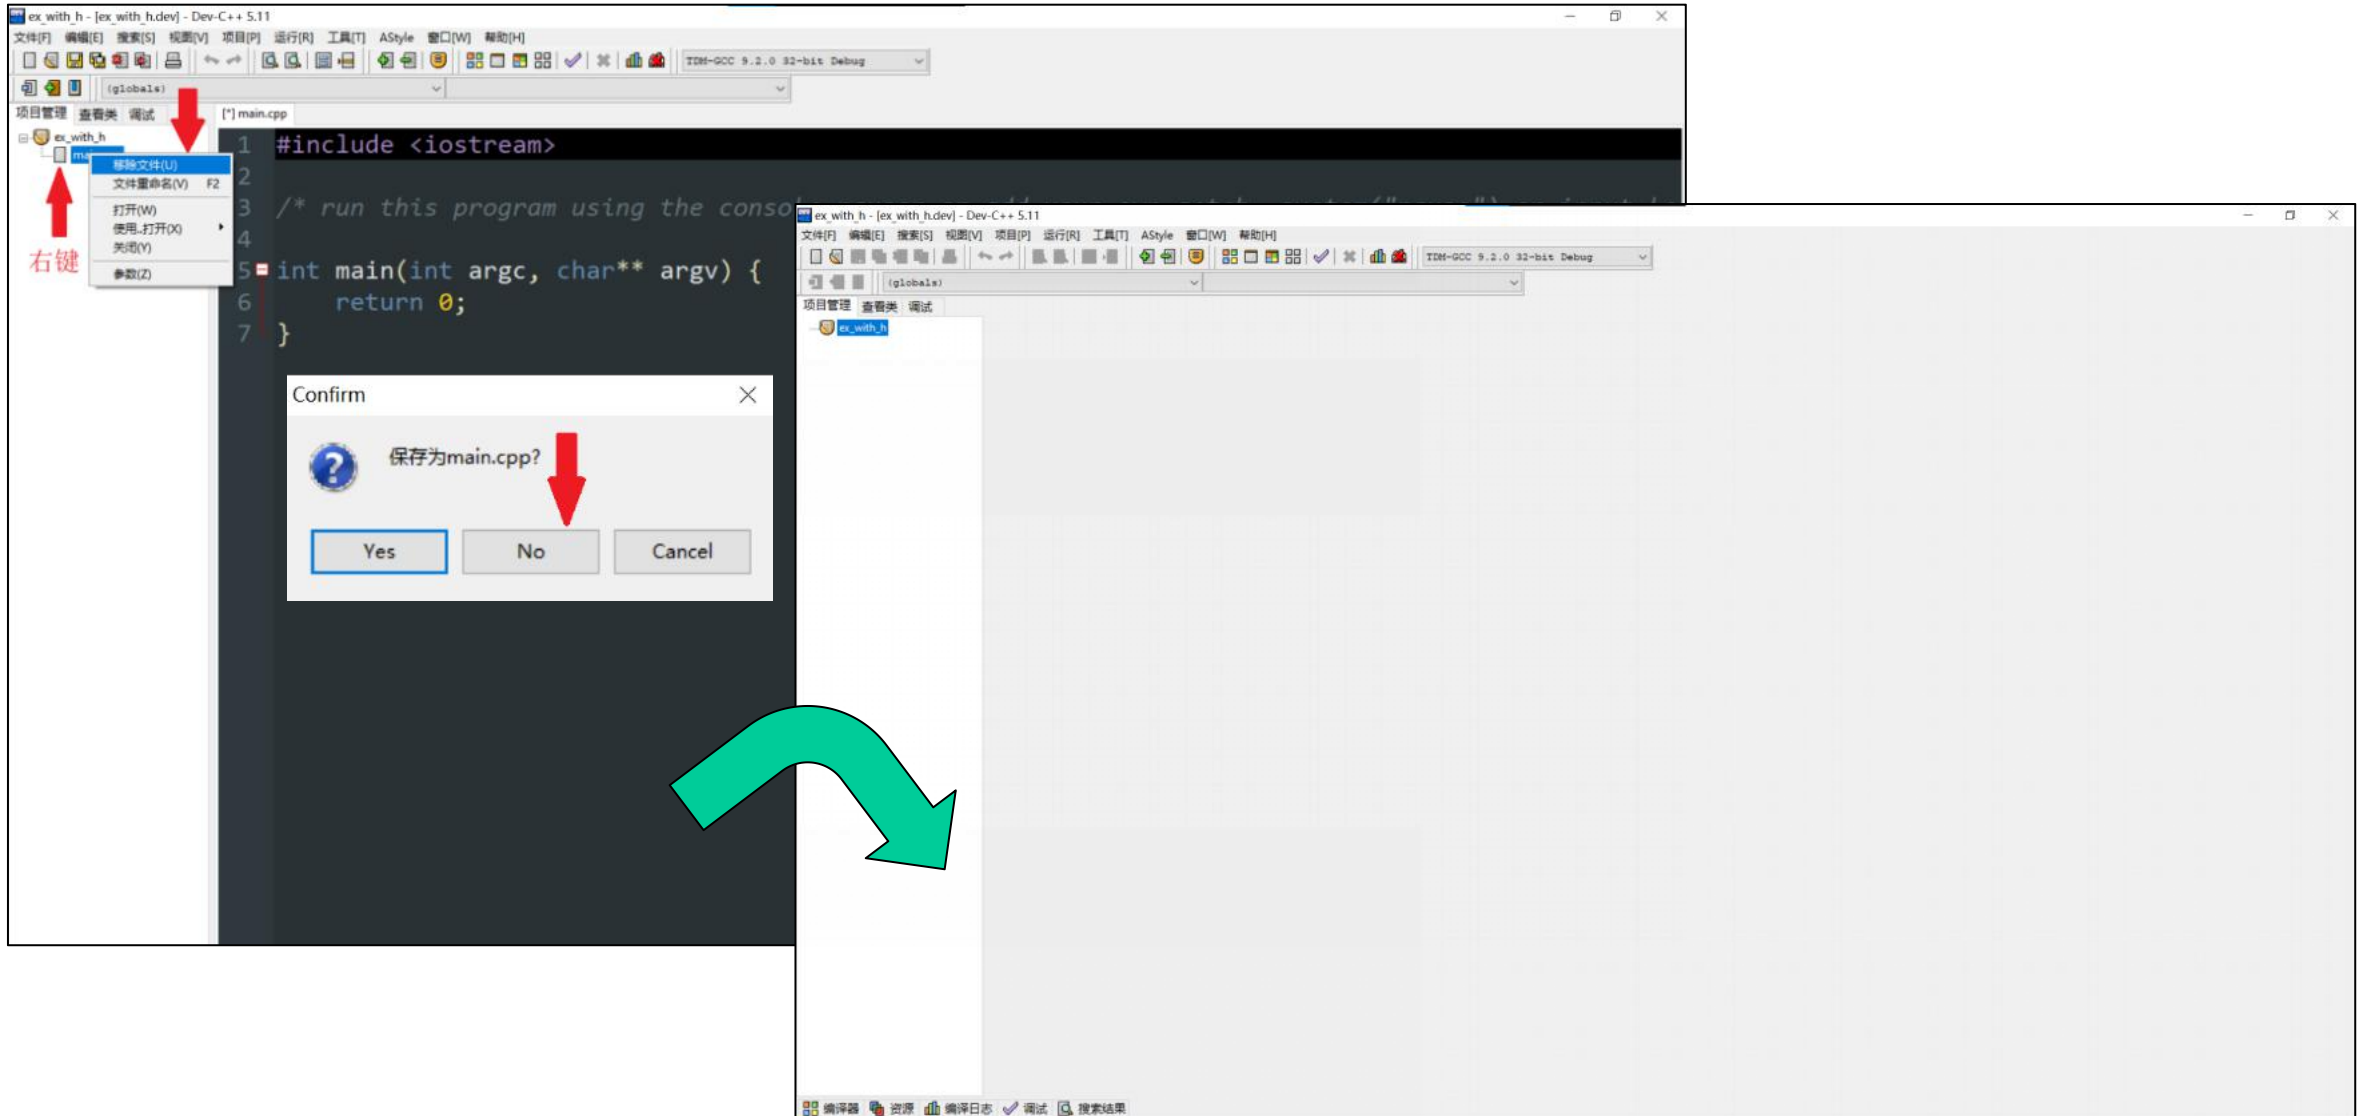 ex_with_h - [ex_with_h.dev] - Dev-C++ 5.11
文件[F] 编辑[E] 搜索[S] 视图[V] 项目[P] 运行[R] 工具[T] AStyle 窗口[W] 帮助[H]
TDM-GCC 9.2.0 32-bit Debug
(globals)
项目管理 查看类 调试
[*] main.cpp
ex_with_h
移除文件(U)
文件重命名(V) F2
打开(W)
使用..打开(X)
关闭(Y)
参数(Z)
右键
1 #include <iostream>
2
3 /* run this program using the conso
4
5 int main(int argc, char** argv) {
6 return 0;
7 }
Confirm
保存为main.cpp?
Yes No Cancel
ex_with_h - [ex_with_h.dev] - Dev-C++ 5.11
文件[F] 编辑[E] 搜索[S] 视图[V] 项目[P] 运行[R] 工具[T] AStyle 窗口[W] 帮助[H]
TDM-GCC 9.2.0 32-bit Debug
(globals)
项目管理 查看类 调试
ex_with_h
编译器 资源 编译日志 调试 搜索结果